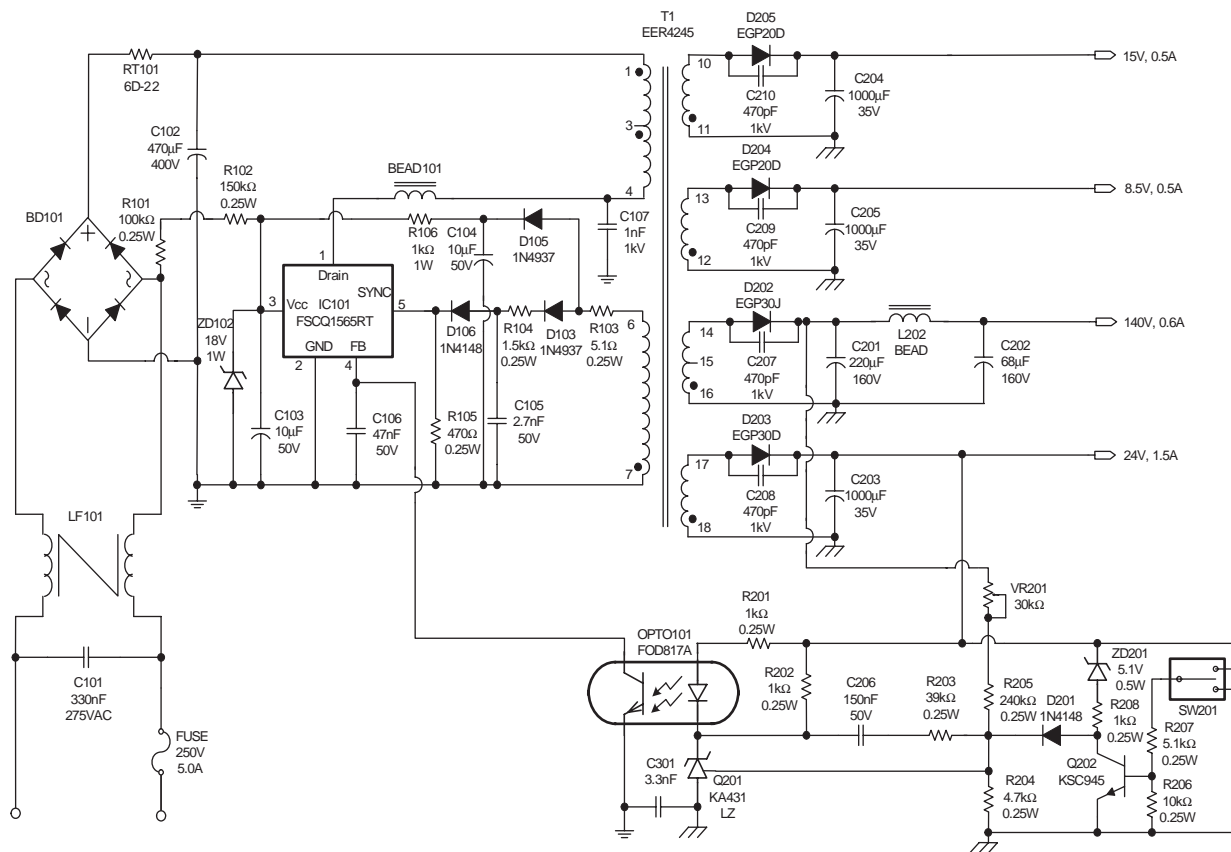 T1
EER4245
RT101
6D-22
C102
470μF
400V
R102
150kΩ
0.25W
R101
100kΩ
0.25W
BD101
BEAD101
C107
1nF
1kV
R106
1kΩ
1W
C104
10μF
50V
D105
1N4937
1
3
4
6
7
1
Drain
SYNC
5
3
Vcc
IC101
FSCQ1565RT
GND
FB
2
4
ZD102
18V
1W
D106
1N4148
R104
1.5kΩ
0.25W
D103
1N4937
R103
5.1Ω
0.25W
C103
10μF
50V
C106
47nF
50V
R105
470Ω
0.25W
C105
2.7nF
50V
LF101
C101
330nF
275VAC
FUSE
250V
5.0A
D205
EGP20D
10
11
C210
470pF
1kV
C204
1000μF
35V
15V, 0.5A
D204
EGP20D
13
12
C209
470pF
1kV
C205
1000μF
35V
8.5V, 0.5A
D202
EGP30J
14
15
16
C207
470pF
1kV
C201
220μF
160V
L202
BEAD
C202
68μF
160V
140V, 0.6A
D203
EGP30D
17
18
C208
470pF
1kV
C203
1000μF
35V
24V, 1.5A
VR201
30kΩ
OPTO101
FOD817A
R201
1kΩ
0.25W
R202
1kΩ
0.25W
C206
150nF
50V
R203
39kΩ
0.25W
R205
240kΩ
0.25W
D201
1N4148
ZD201
5.1V
0.5W
R208
1kΩ
0.25W
SW201
R207
5.1kΩ
0.25W
C301
3.3nF
Q201
KA431
LZ
R204
4.7kΩ
0.25W
Q202
KSC945
R206
10kΩ
0.25W